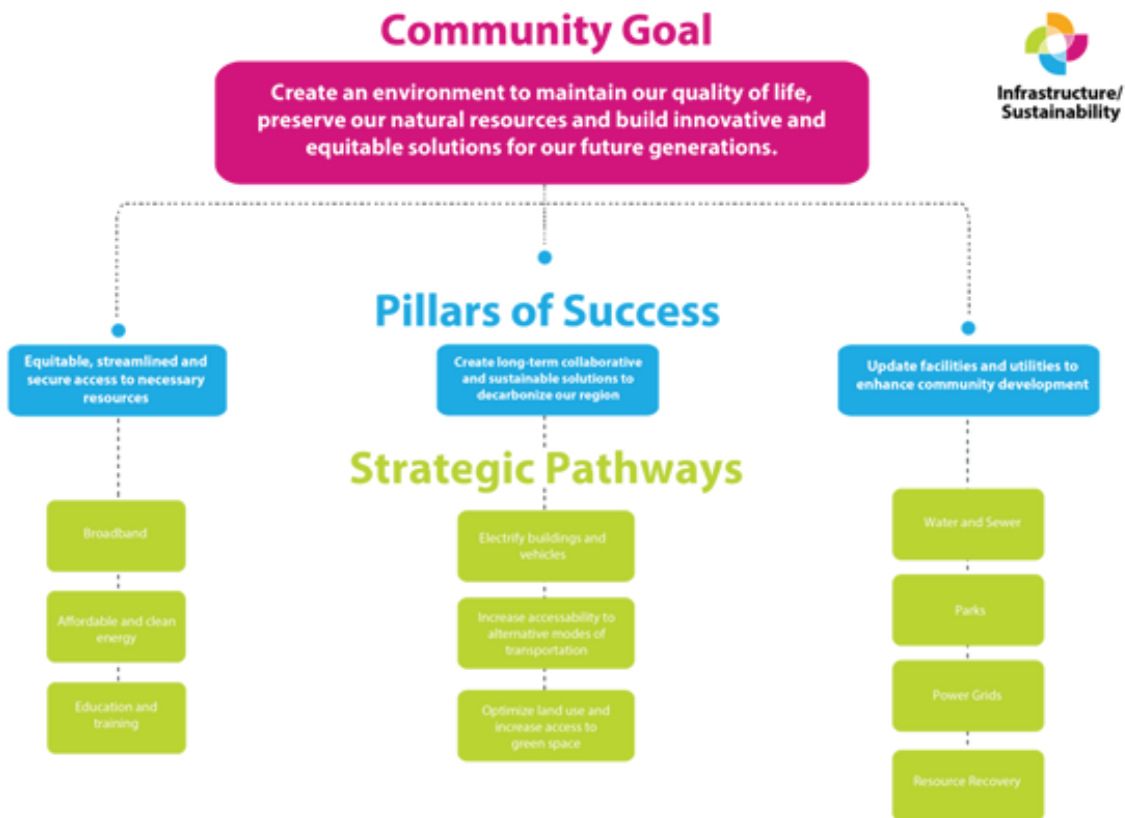 Community Goal
Infrastructure/
Sustainability
Create an environment to maintain our quality of life,
preserve our natural resources and build innovative and
equitable solutions for our future generations.
Pillars of Success
Equitable, streamlined and
secure access to necessary
resources
Create long-term collaborative
and sustainable solutions to
decarbonize our region
Update facilities and utilities to
enhance community development
Strategic Pathways
Broadband
Affordable and clean
energy
Education and
training
Electrify buildings and
vehicles
Increase accessability to
alternative modes of
transportation
Optimize land use and
increase access to
green space
Water and Sewer
Parks
Power Grids
Resource Recovery